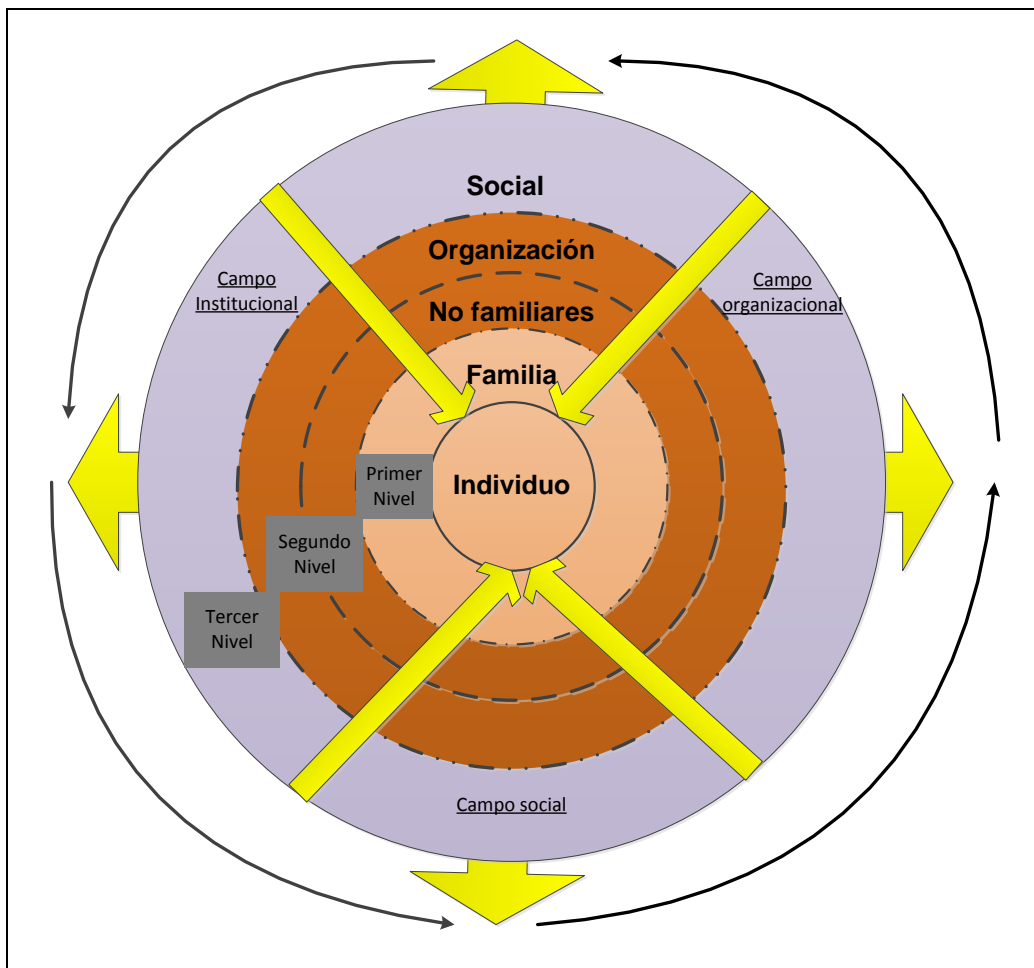 Social
Organización
Campo
Institucional
Campo
organizacional
No familiares
Familia
Primer
Nivel
Individuo
Segundo
Nivel
Tercer
Nivel
Campo social